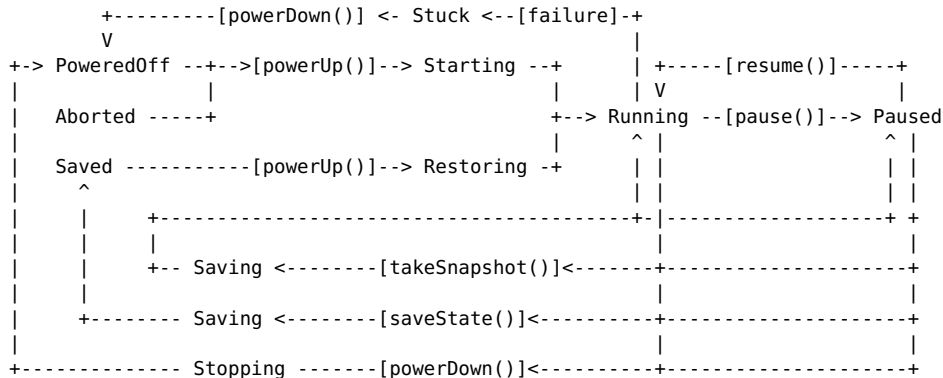 +---------[powerDown()] <- Stuck <--[failure]-+
V |
+-> PoweredOff --+-->[powerUp()]--> Starting --+ | +-----[resume()]-----+
| | | | V |
| Aborted -----+ +--> Running --[pause()]--> Paused
| | ^ | ^ |
| Saved -----------[powerUp()]--> Restoring -+ | | | |
| ^ | | | |
| | +-----------------------------------------+-|-------------------+ +
| | | | |
| | +-- Saving <--------[takeSnapshot()]<-------+---------------------+
| | | |
| +-------- Saving <--------[saveState()]<----------+---------------------+
| | |
+-------------- Stopping -------[powerDown()]<----------+---------------------+